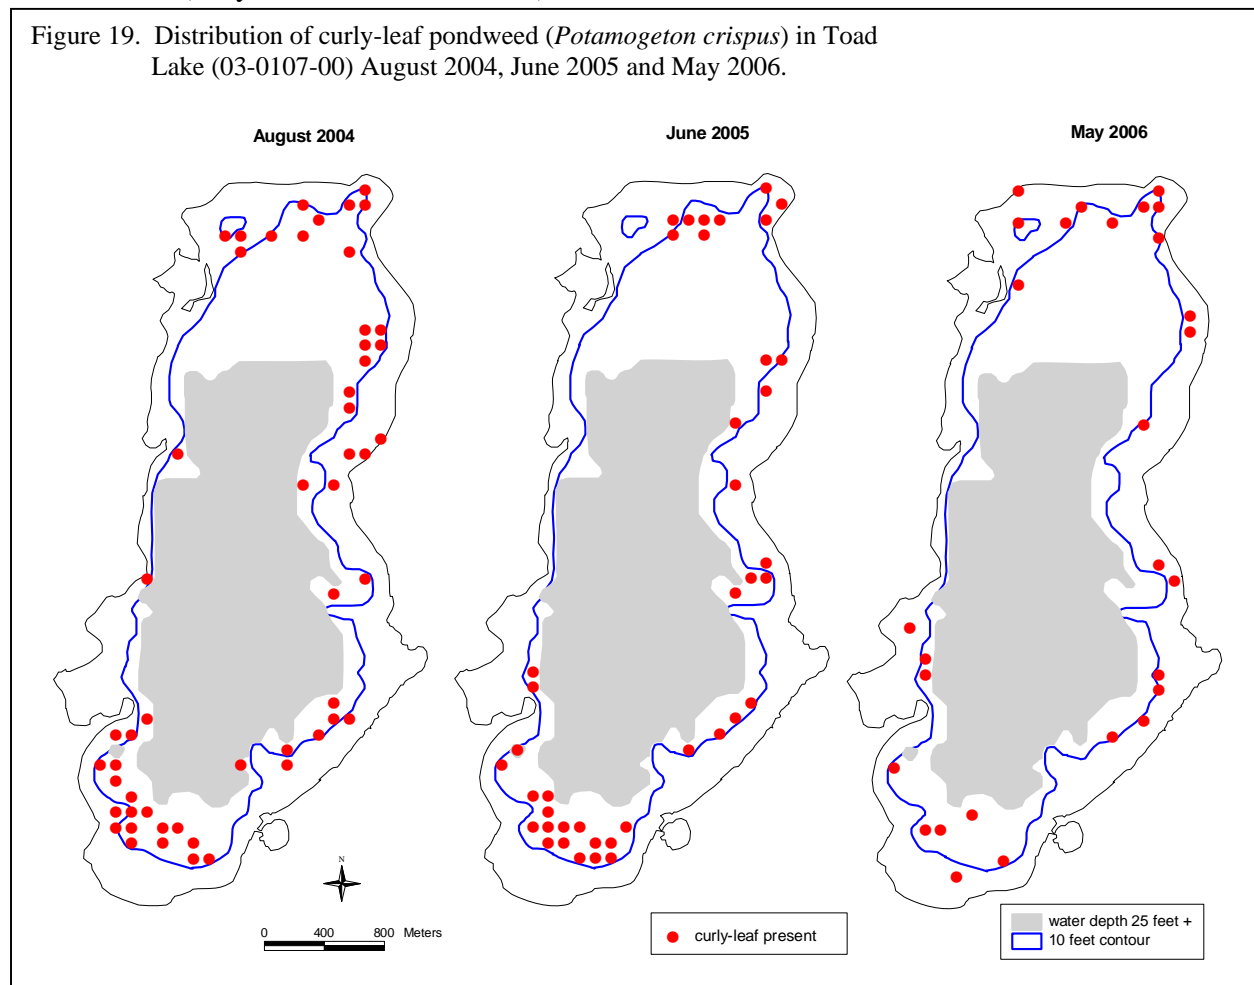 Figure 19. Distribution of curly-leaf pondweed (Potamogeton crispus) in Toad
Lake (03-0107-00) August 2004, June 2005 and May 2006.
August 2004
June 2005
May 2006
N
0 400 800 Meters
curly-leaf present
water depth 25 feet +
10 feet contour